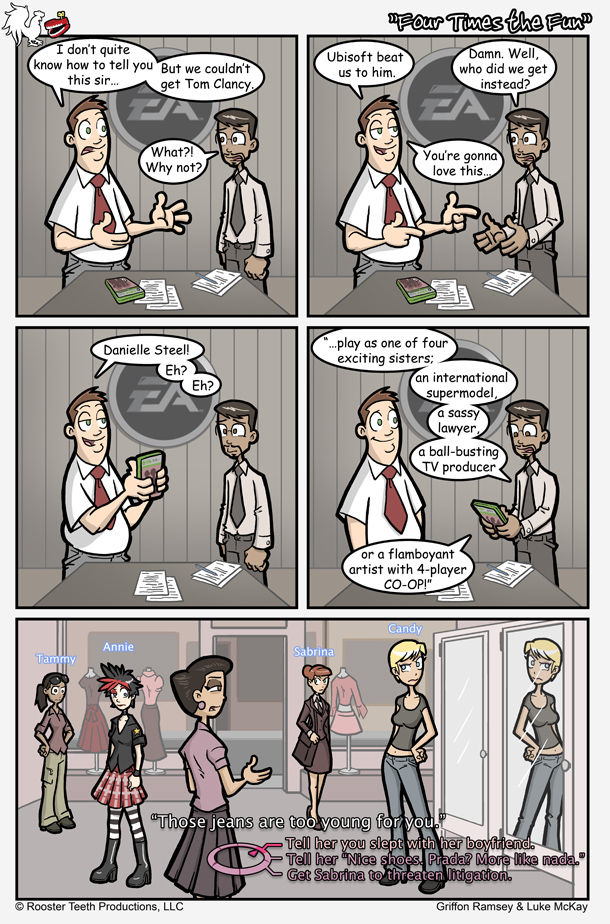 "Four Times the Fun"
I don't quite
know how to tell you
this sir...
But we couldn't
get Tom Clancy.
What?!
Why not?
EA
Ubisoft beat
us to him.
Damn. Well,
who did we get
instead?
You're gonna
love this...
EA
Danielle Steel!
Eh?
Eh?
EA
"...play as one of four
exciting sisters;
an international
supermodel,
a sassy
lawyer,
a ball-busting
TV producer
or a flamboyant
artist with 4-player
CO-OP!"
EA
Tammy
Annie
Sabrina
Candy
"Those jeans are too young for you."
Tell her you slept with her boyfriend.
Tell her "Nice shoes. Prada? More like nada."
Get Sabrina to threaten litigation.
© Rooster Teeth Productions, LLC
Griffon Ramsey & Luke McKay